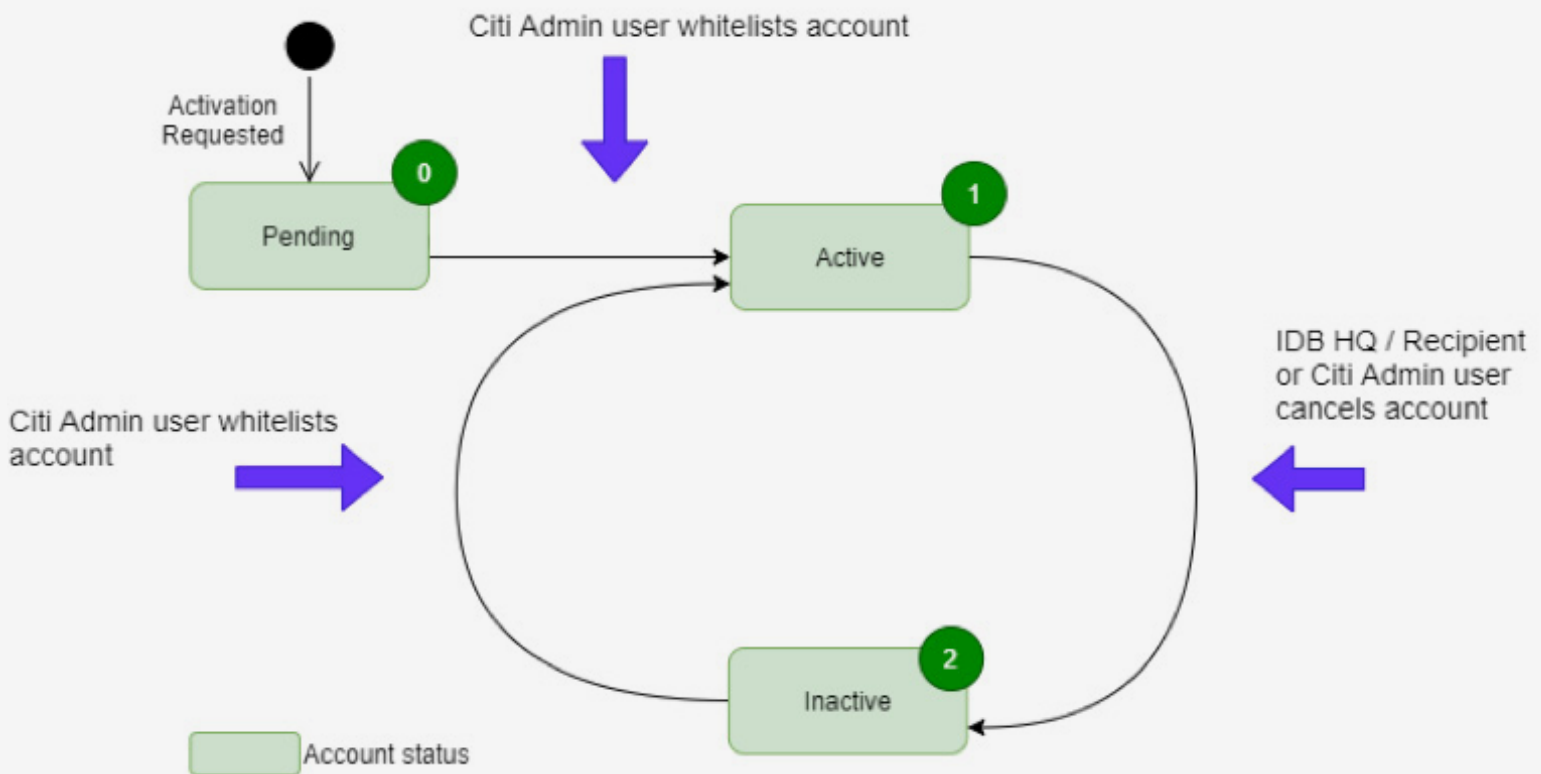 Citi Admin user whitelists account
Activation
Requested
0
Pending
1
Active
IDB HQ / Recipient
or Citi Admin user
cancels account
Citi Admin user whitelists
account
2
Inactive
Account status